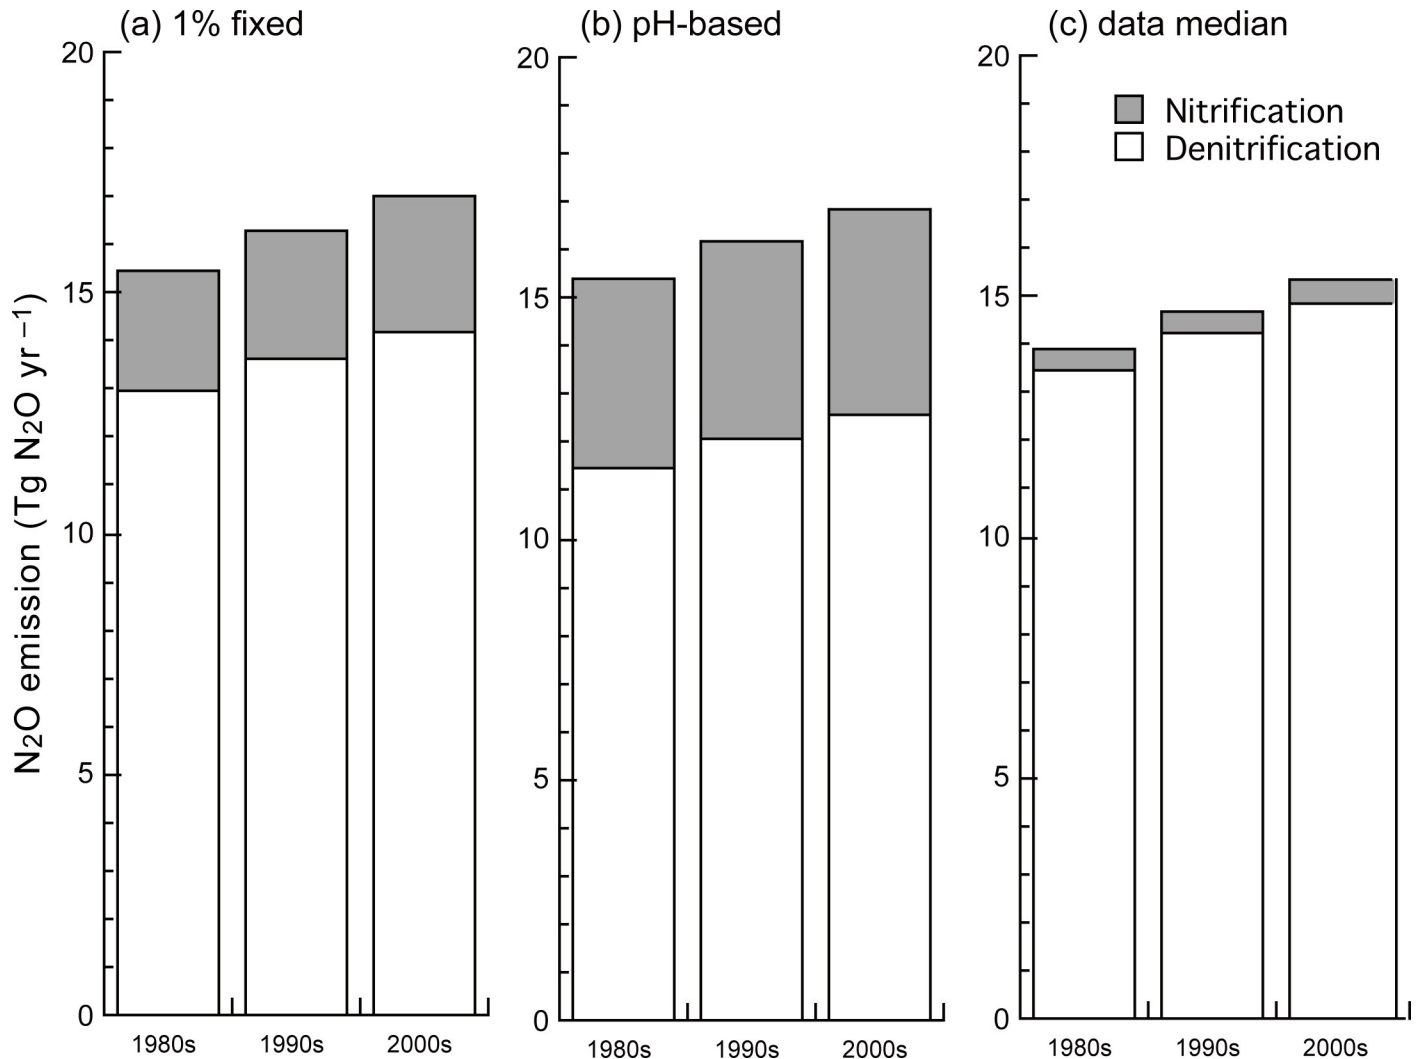 (a) 1% fixed
(b) pH-based
(c) data median
N₂O emission (Tg N₂O yr ⁻¹)
20
15
10
5
0
1980s
1990s
2000s
20
15
10
5
0
1980s
1990s
2000s
20
15
10
5
0
1980s
1990s
2000s
Nitrification
Denitrification